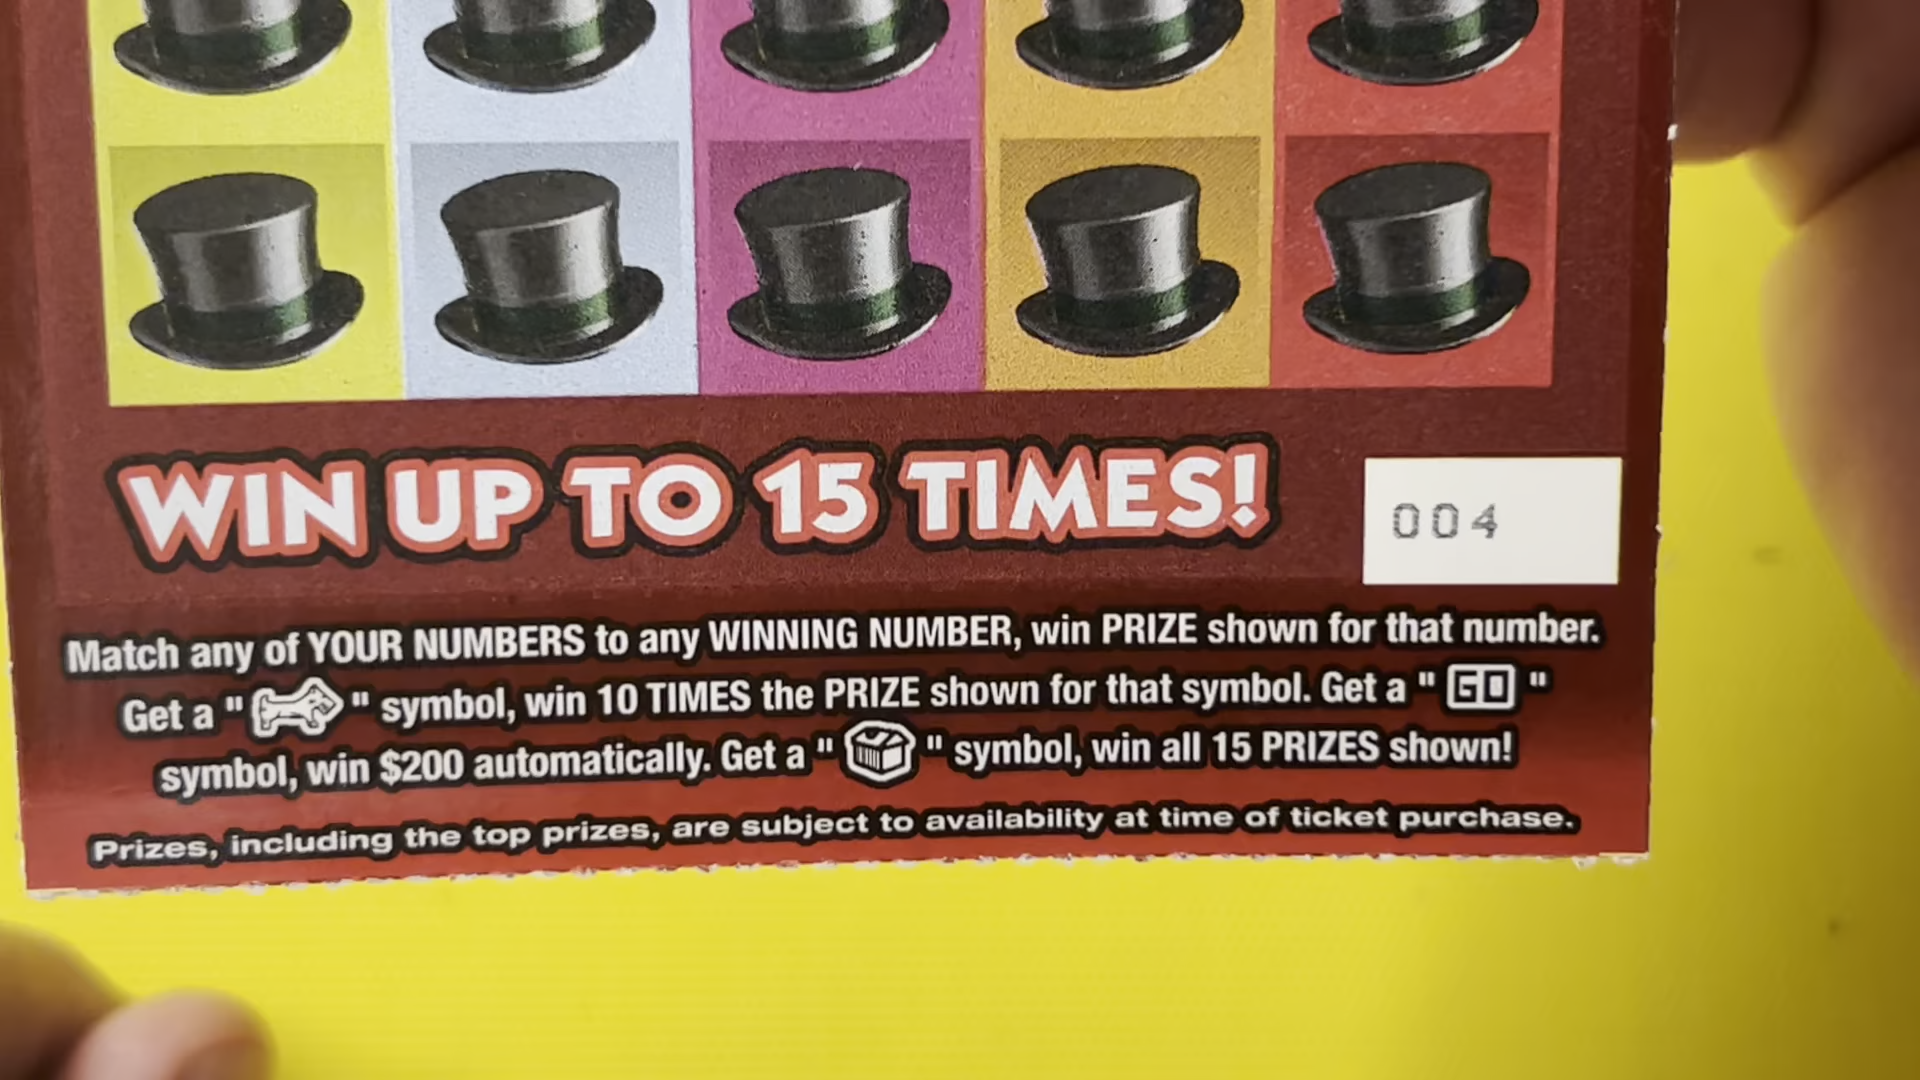 WIN UP TO 15 TIMES!
004
Match any of YOUR NUMBERS to any WINNING NUMBER, win PRIZE shown for that number.
Get a " " symbol, win 10 TIMES the PRIZE shown for that symbol. Get a " GO "
symbol, win $200 automatically. Get a " " symbol, win all 15 PRIZES shown!
Prizes, including the top prizes, are subject to availability at time of ticket purchase.